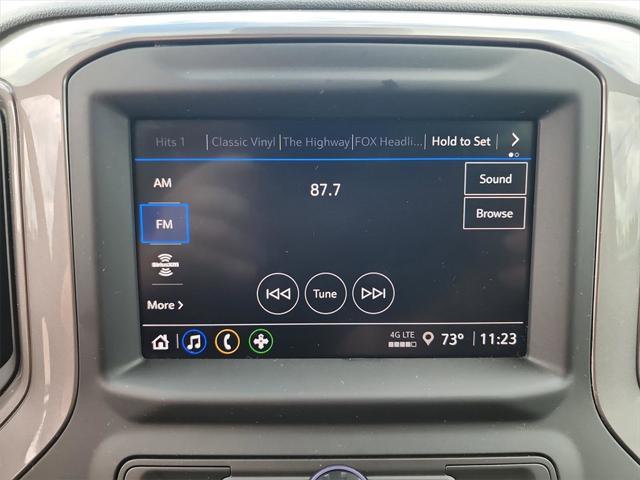 Hits 1 Classic Vinyl The Highway FOX Headli... Hold to Set
AM 87.7 Sound
FM Browse
SiriusXM
Tune
More
4G LTE 73° 11:23